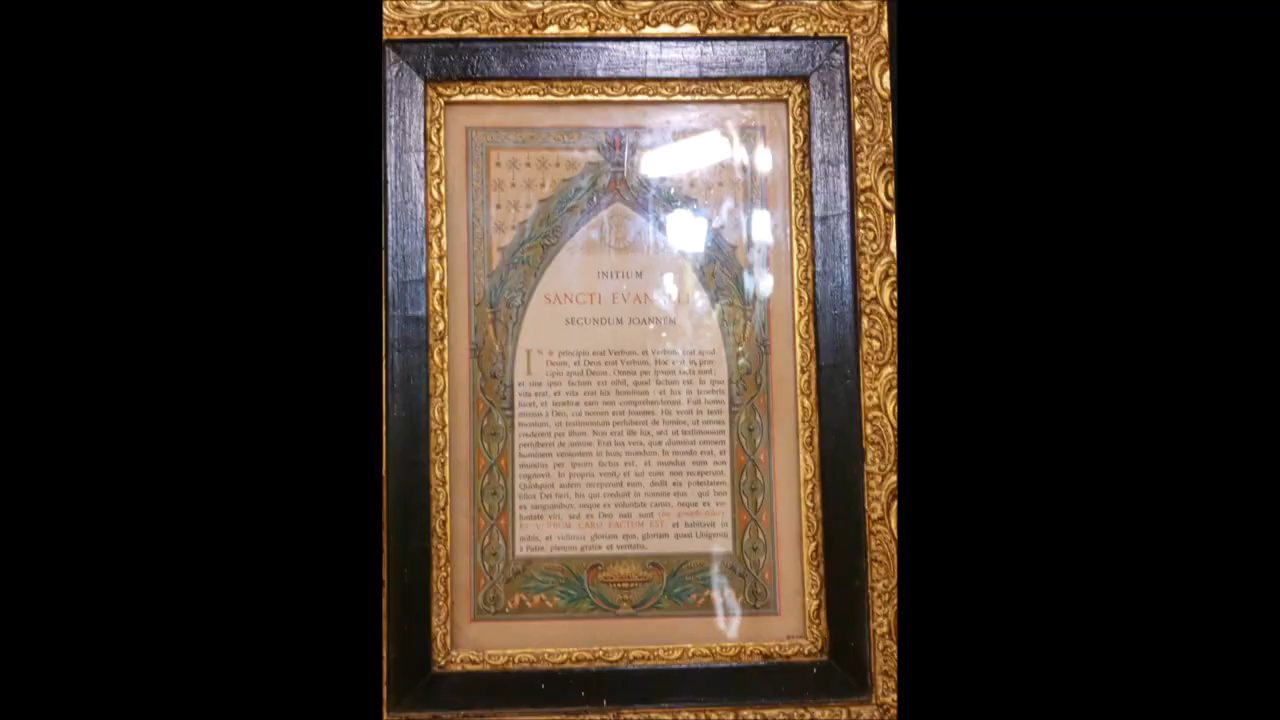 INITIUM
SANCTI EVANGELII
SECUNDUM JOANNEM
IN principio erat Verbum, et Verbum erat apud
Deum, et Deus erat Verbum. Hoc erat in prin-
cipio apud Deum. Omnia per ipsum facta sunt;
et sine ipso factum est nihil, quod factum est. In ipso
vita erat, et vita erat lux hominum : et lux in tenebris
lucet, et tenebræ eam non comprehenderunt. Fuit homo
missus a Deo, cui nomen erat Joannes. Hic venit in testi-
monium, ut testimonium perhiberet de lumine, ut omnes
crederent per illum. Non erat ille lux, sed ut testimonium
perhiberet de lumine. Erat lux vera, quæ illuminat omnem
hominem venientem in hunc mundum. In mundo erat, et
mundus per ipsum factus est, et mundus eum non
cognovit. In propria venit, et sui eum non receperunt.
Quotquot autem receperunt eum, dedit eis potestatem
filios Dei fieri, his qui credunt in nomine ejus : qui non
ex sanguinibus, neque ex voluntate carnis, neque ex vo-
luntate viri, sed ex Deo nati sunt
ET VERBUM CARO FACTUM EST, et habitavit in
nobis, et vidimus gloriam ejus, gloriam quasi Unigeniti
a Patre, plenum gratiæ et veritatis.